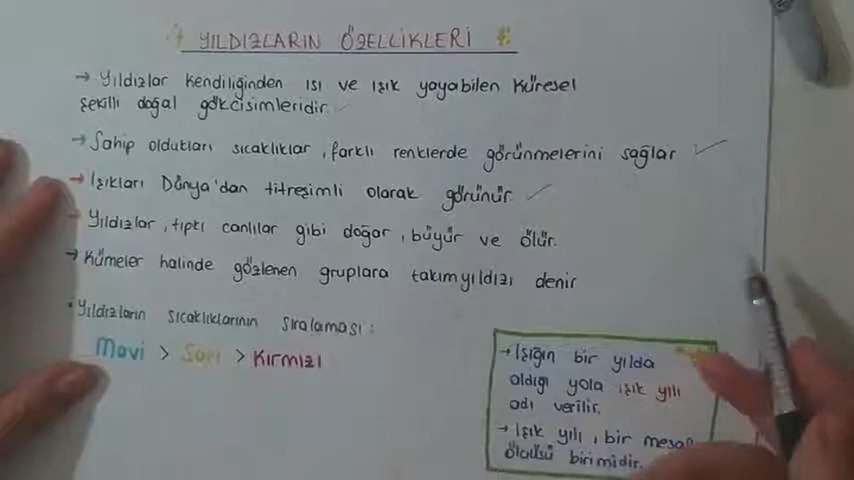 YILDIZLARIN ÖZELLİKLERİ
→ Yıldızlar kendiliğinden ısı ve ışık yayabilen küresel
şekilli doğal gökcisimleridir.
→ Sahip oldukları sıcaklıklar, farklı renklerde görünmelerini sağlar
→ Işıkları Dünya'dan titreşimli olarak görünür.
→ Yıldızlar, tıpkı canlılar gibi doğar, büyür ve ölür.
→ Kümeler halinde gözlenen gruplara takımyıldızı denir
• Yıldızların sıcaklıklarının sıralaması:
Mavi > Sarı > Kırmızı
→ Işığın bir yılda
aldığı yola ışık yılı
adı verilir.
→ Işık yılı, bir
ölçüsü birimidir.